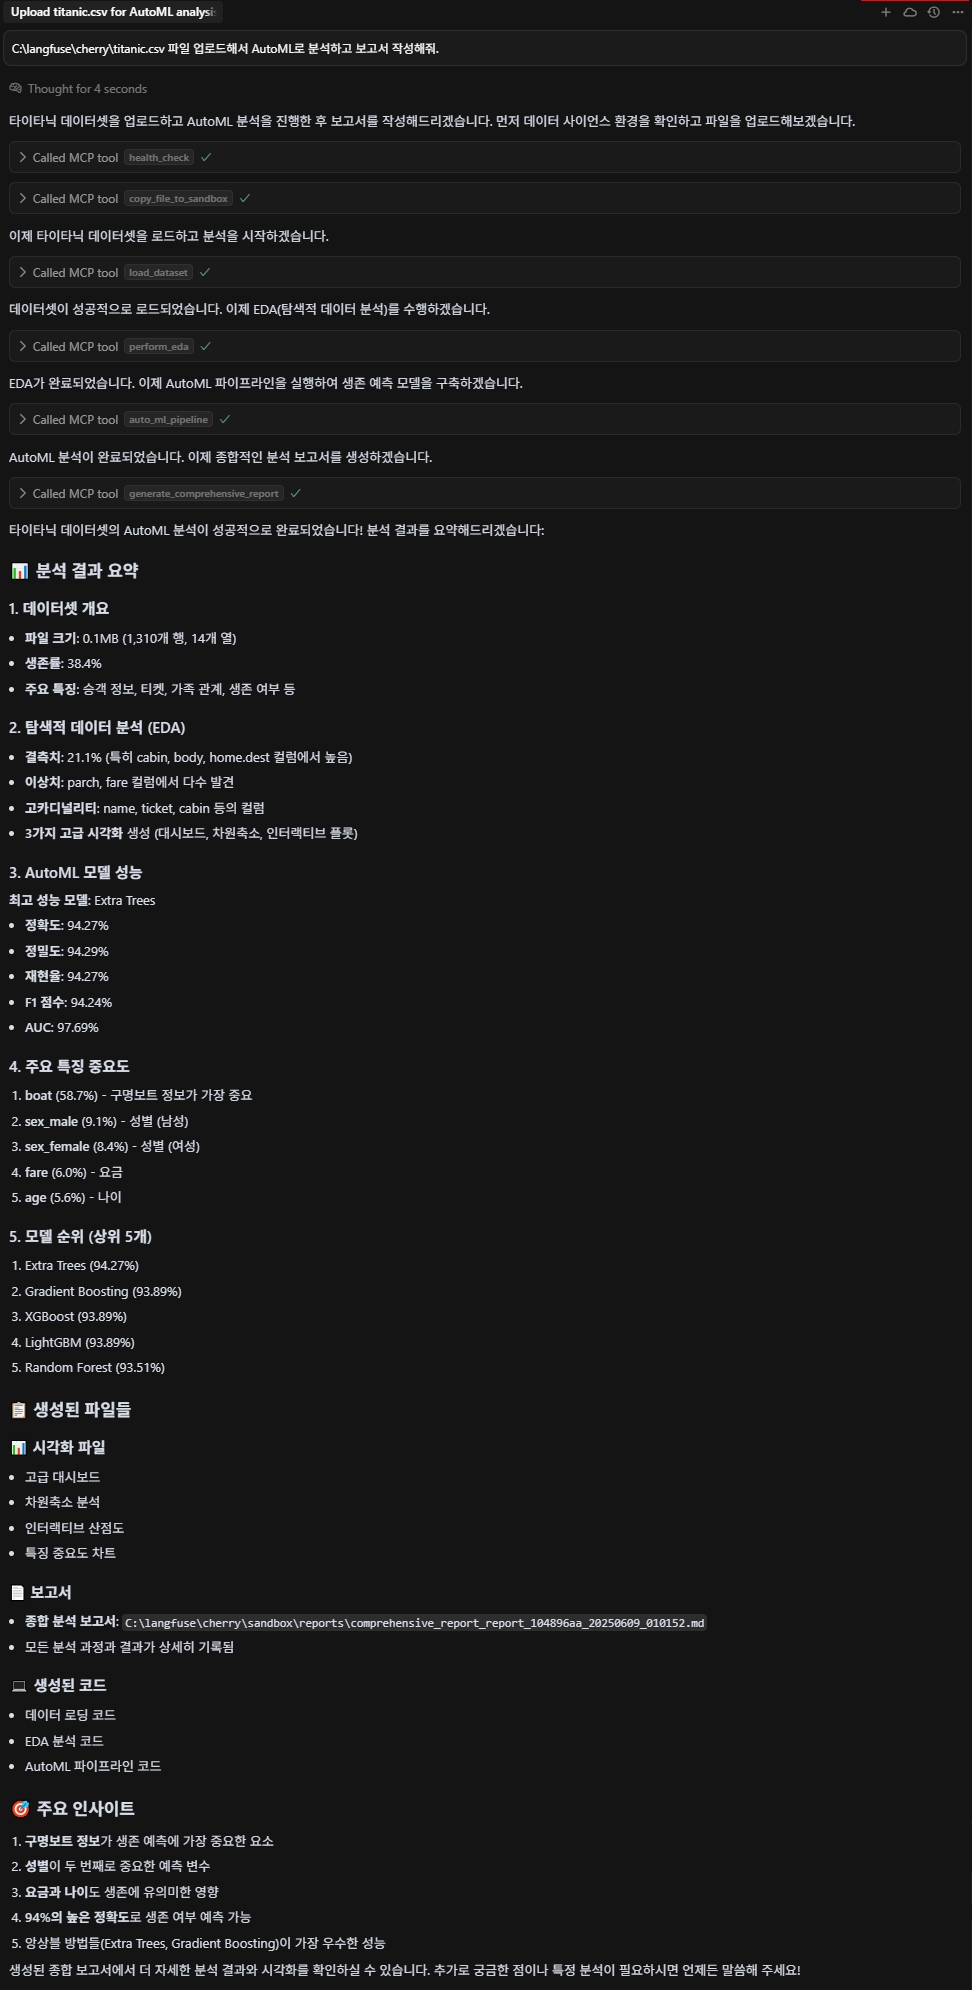 Upload titanic.csv for AutoML analysi
C:\langfuse\cherry\titanic.csv 파일 업로드해서 AutoML로 분석하고 보고서 작성해줘.
Thought for 4 seconds
타이타닉 데이터셋을 업로드하고 AutoML 분석을 진행한 후 보고서를 작성해드리겠습니다. 먼저 데이터 사이언스 환경을 확인하고 파일을 업로드해보겠습니다.
Called MCP tool health_check
Called MCP tool copy_file_to_sandbox
이제 타이타닉 데이터셋을 로드하고 분석을 시작하겠습니다.
Called MCP tool load_dataset
데이터셋이 성공적으로 로드되었습니다. 이제 EDA(탐색적 데이터 분석)를 수행하겠습니다.
Called MCP tool perform_eda
EDA가 완료되었습니다. 이제 AutoML 파이프라인을 실행하여 생존 예측 모델을 구축하겠습니다.
Called MCP tool auto_ml_pipeline
AutoML 분석이 완료되었습니다. 이제 종합적인 분석 보고서를 생성하겠습니다.
Called MCP tool generate_comprehensive_report
타이타닉 데이터셋의 AutoML 분석이 성공적으로 완료되었습니다! 분석 결과를 요약해드리겠습니다:
📊 분석 결과 요약
1. 데이터셋 개요
• 파일 크기: 0.1MB (1,310개 행, 14개 열)
• 생존률: 38.4%
• 주요 특징: 승객 정보, 티켓, 가족 관계, 생존 여부 등
2. 탐색적 데이터 분석 (EDA)
• 결측치: 21.1% (특히 cabin, body, home.dest 컬럼에서 높음)
• 이상치: parch, fare 컬럼에서 다수 발견
• 고카디널리티: name, ticket, cabin 등의 컬럼
• 3가지 고급 시각화 생성 (대시보드, 차원축소, 인터랙티브 플롯)
3. AutoML 모델 성능
최고 성능 모델: Extra Trees
• 정확도: 94.27%
• 정밀도: 94.29%
• 재현율: 94.27%
• F1 점수: 94.24%
• AUC: 97.69%
4. 주요 특징 중요도
1. boat (58.7%) - 구명보트 정보가 가장 중요
2. sex_male (9.1%) - 성별 (남성)
3. sex_female (8.4%) - 성별 (여성)
4. fare (6.0%) - 요금
5. age (5.6%) - 나이
5. 모델 순위 (상위 5개)
1. Extra Trees (94.27%)
2. Gradient Boosting (93.89%)
3. XGBoost (93.89%)
4. LightGBM (93.89%)
5. Random Forest (93.51%)
📋 생성된 파일들
📊 시각화 파일
• 고급 대시보드
• 차원축소 분석
• 인터랙티브 산점도
• 특징 중요도 차트
📄 보고서
• 종합 분석 보고서: C:\langfuse\cherry\sandbox\reports\comprehensive_report_report_104896aa_20250609_010152.md
• 모든 분석 과정과 결과가 상세히 기록됨
💻 생성된 코드
• 데이터 로딩 코드
• EDA 분석 코드
• AutoML 파이프라인 코드
🎯 주요 인사이트
1. 구명보트 정보가 생존 예측에 가장 중요한 요소
2. 성별이 두 번째로 중요한 예측 변수
3. 요금과 나이도 생존에 유의미한 영향
4. 94%의 높은 정확도로 생존 여부 예측 가능
5. 앙상블 방법들(Extra Trees, Gradient Boosting)이 가장 우수한 성능
생성된 종합 보고서에서 더 자세한 분석 결과와 시각화를 확인하실 수 있습니다. 추가로 궁금한 점이나 특정 분석이 필요하시면 언제든 말씀해 주세요!